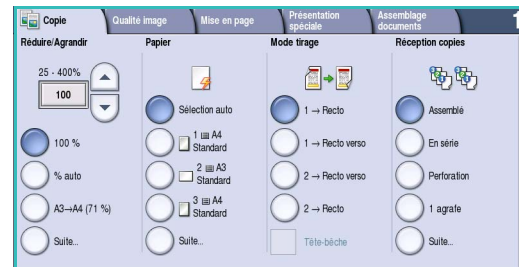 Copie
Qualité image
Mise en page
Présentation
spéciale
Assemblage
documents
1
Réduire/Agrandir
25 - 400%
100
100 %
% auto
A3→A4 (71 %)
Suite...
Papier
Sélection auto
1 A4
Standard
2 A3
Standard
3 A4
Standard
Suite...
Mode tirage
1 → Recto
1 → Recto verso
2 → Recto verso
2 → Recto
Tête-bêche
Réception copies
Assemblé
En série
Perforation
1 agrafe
Suite...